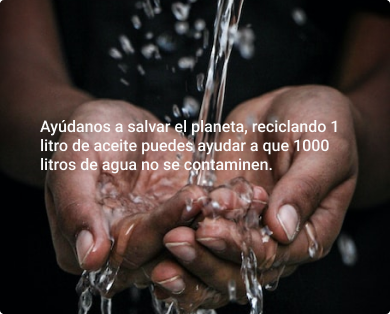 Ayúdanos a salvar el planeta, reciclando 1
litro de aceite puedes ayudar a que 1000
litros de agua no se contaminen.